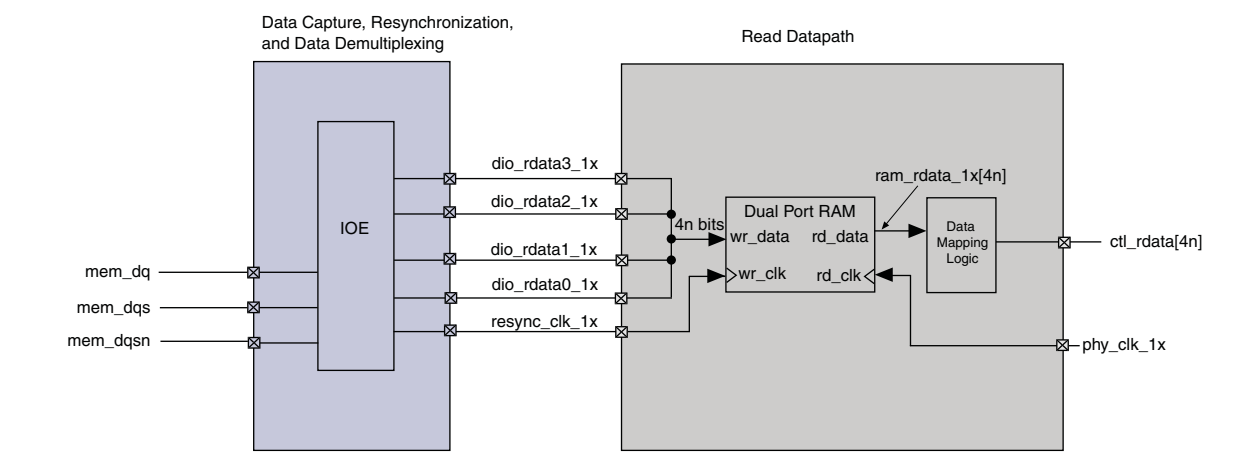 Data Capture, Resynchronization,
and Data Demultiplexing
Read Datapath
dio_rdata3_1x
ram_rdata_1x[4n]
dio_rdata2_1x
4n bits
Dual Port RAM
IOE
wr_data
rd_data
Data
Mapping
Logic
ctl_rdata[4n]
dio_rdata1_1x
mem_dq
wr_clk
rd_clk
dio_rdata0_1x
mem_dqs
resync_clk_1x
mem_dqsn
phy_clk_1x